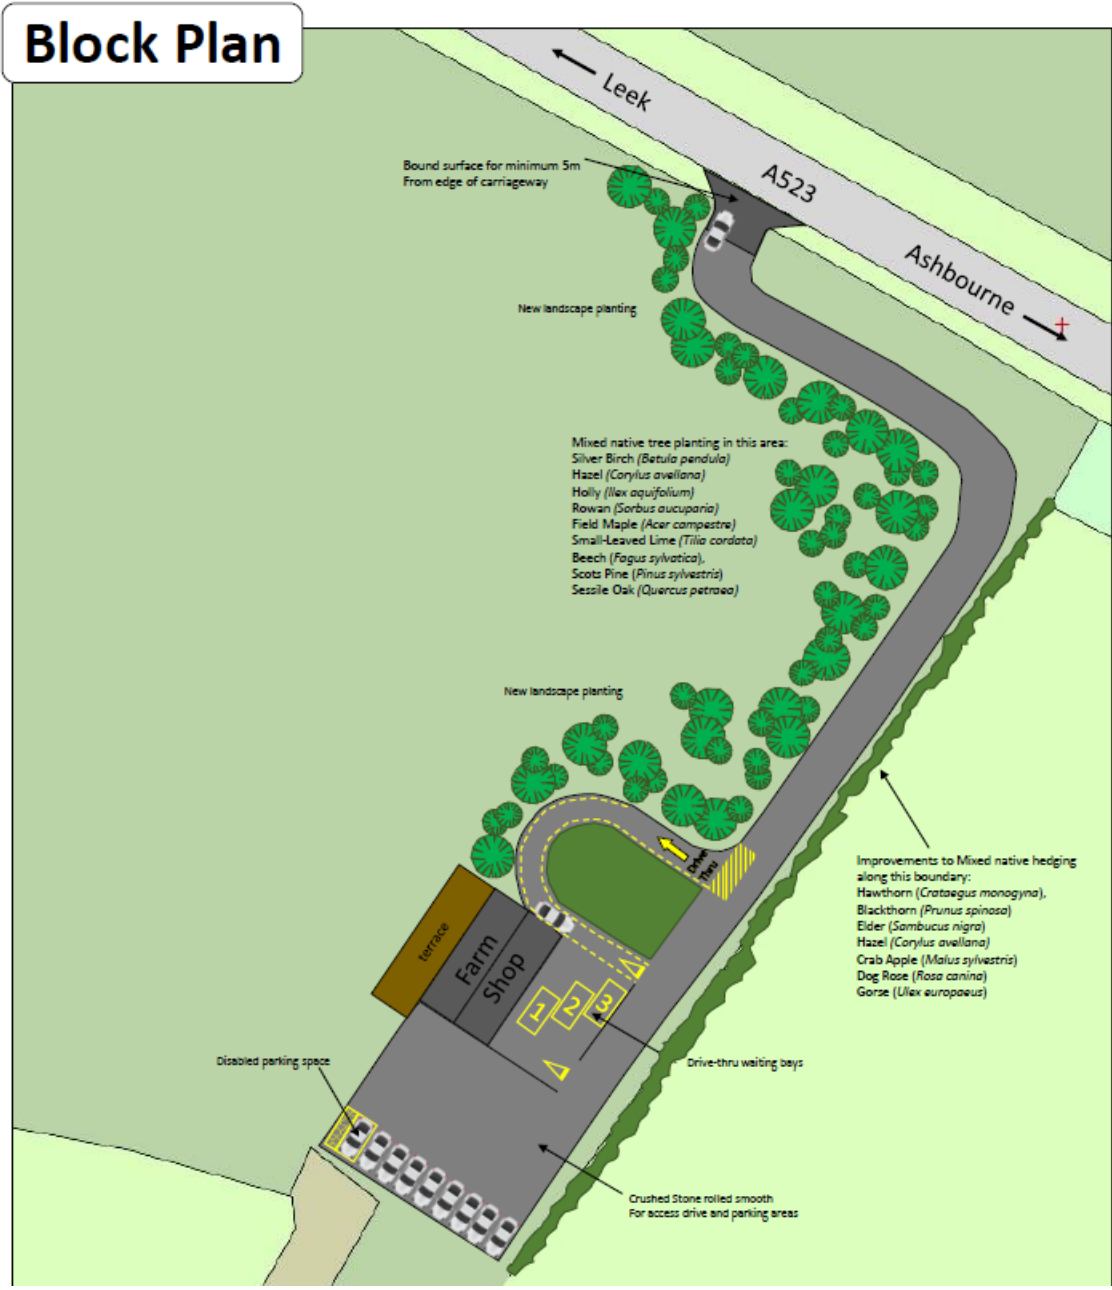 Block Plan
Leek
A523
Ashbourne
Bound surface for minimum 5m
From edge of carriageway
New landscape planting
Mixed native tree planting in this area:
Silver Birch (Betula pendula)
Hazel (Corylus avellana)
Holly (Ilex aquifolium)
Rowan (Sorbus aucuparia)
Field Maple (Acer campestre)
Small-Leaved Lime (Tilia cordata)
Beech (Fagus sylvatica),
Scots Pine (Pinus sylvestris)
Sessile Oak (Quercus petraea)
New landscape planting
Drive
Thru
Improvements to Mixed native hedging
along this boundary:
Hawthorn (Crataegus monogyna),
Blackthorn (Prunus spinosa)
Elder (Sambucus nigra)
Hazel (Corylus avellana)
Crab Apple (Malus sylvestris)
Dog Rose (Rosa canina)
Gorse (Ulex europaeus)
terrace
Farm
Shop
1
2
3
Disabled parking space
Drive-thru waiting bays
Crushed Stone rolled smooth
For access drive and parking areas